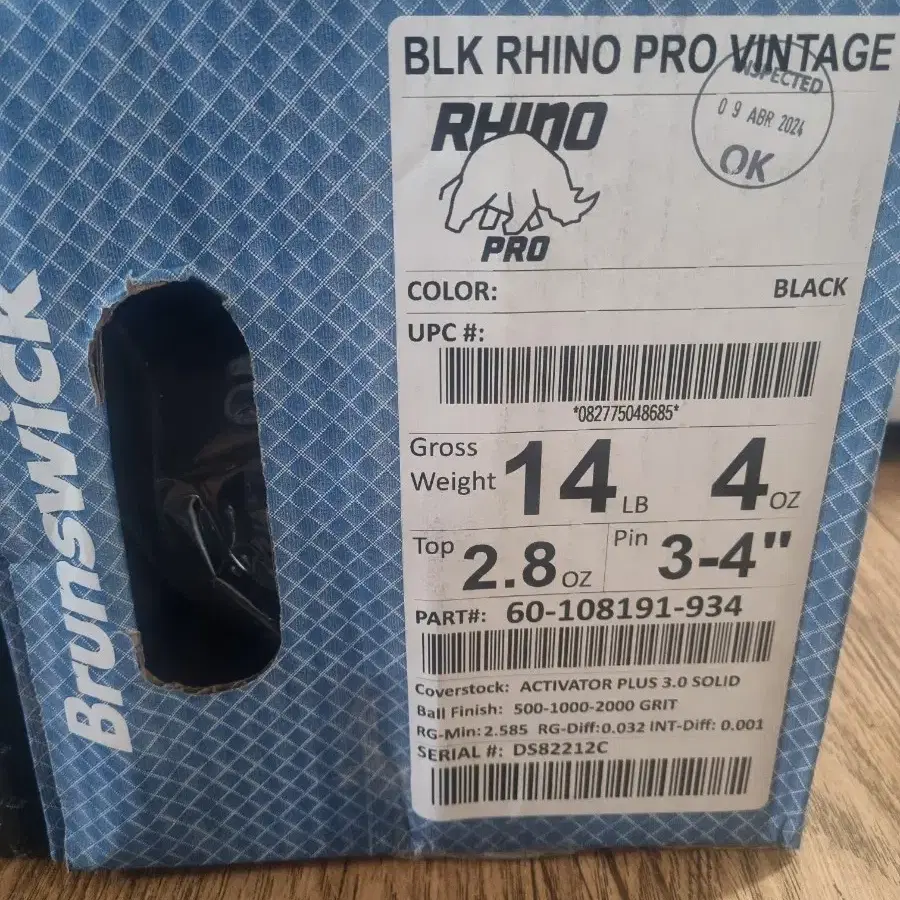 Brunswick
BLK RHINO PRO VINTAGE
INSPECTED
09 ABR 2024
OK
RHINO
PRO
COLOR: BLACK
UPC #:
*082775048685*
Gross
Weight 14 LB 4 OZ
Top 2.8 OZ Pin 3-4"
PART#: 60-108191-934
Coverstock: ACTIVATOR PLUS 3.0 SOLID
Ball Finish: 500-1000-2000 GRIT
RG-Min: 2.585 RG-Diff:0.032 INT-Diff: 0.001
SERIAL #: DS82212C